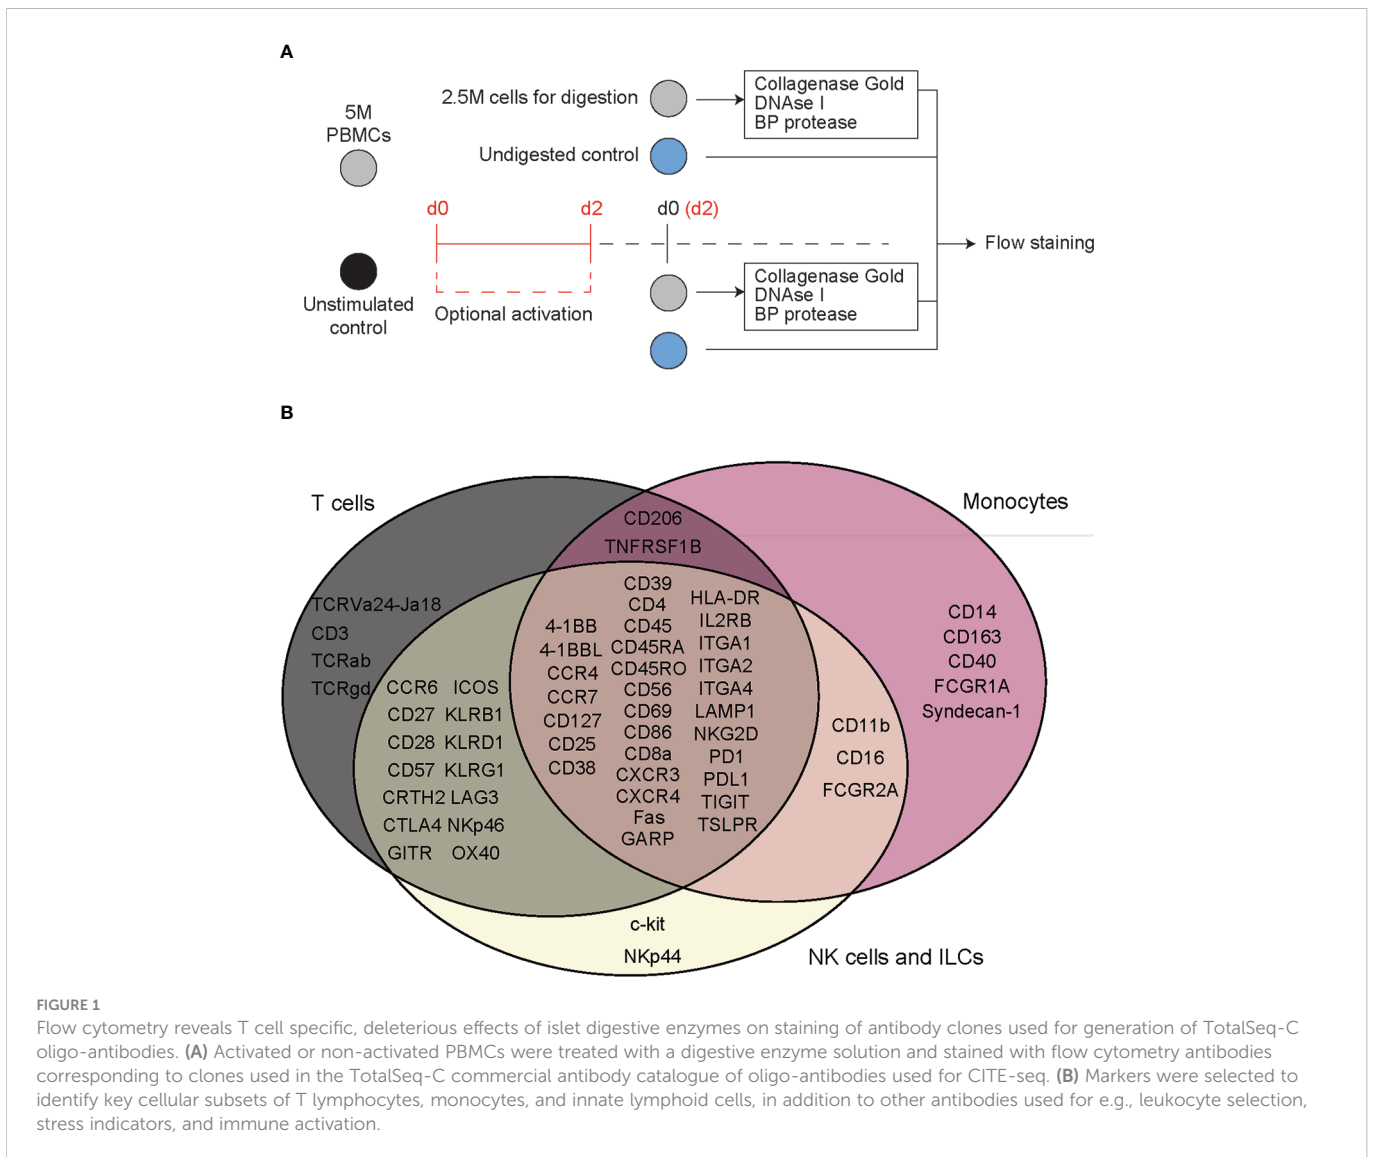 A
5M
PBMCs
2.5M cells for digestion
Collagenase Gold
DNAse I
BP protease
Undigested control
d0
d2
d0 (d2)
Flow staining
Unstimulated
control
Optional activation
Collagenase Gold
DNAse I
BP protease
B
T cells
Monocytes
CD206
TNFRSF1B
TCRVa24-Ja18
CD3
TCRab
TCRgd
CCR6 ICOS
CD27 KLRB1
CD28 KLRD1
CD57 KLRG1
CRTH2 LAG3
CTLA4 NKp46
GITR OX40
4-1BB
4-1BBL
CCR4
CCR7
CD127
CD25
CD38
CD39
CD4
CD45
CD45RA
CD45RO
CD56
CD69
CD86
CD8a
CXCR3
CXCR4
Fas
GARP
HLA-DR
IL2RB
ITGA1
ITGA2
ITGA4
LAMP1
NKG2D
PD1
PDL1
TIGIT
TSLPR
CD11b
CD16
FCGR2A
CD14
CD163
CD40
FCGR1A
Syndecan-1
c-kit
NKp44
NK cells and ILCs
FIGURE 1
Flow cytometry reveals T cell specific, deleterious effects of islet digestive enzymes on staining of antibody clones used for generation of TotalSeq-C
oligo-antibodies. (A) Activated or non-activated PBMCs were treated with a digestive enzyme solution and stained with flow cytometry antibodies
corresponding to clones used in the TotalSeq-C commercial antibody catalogue of oligo-antibodies used for CITE-seq. (B) Markers were selected to
identify key cellular subsets of T lymphocytes, monocytes, and innate lymphoid cells, in addition to other antibodies used for e.g., leukocyte selection,
stress indicators, and immune activation.